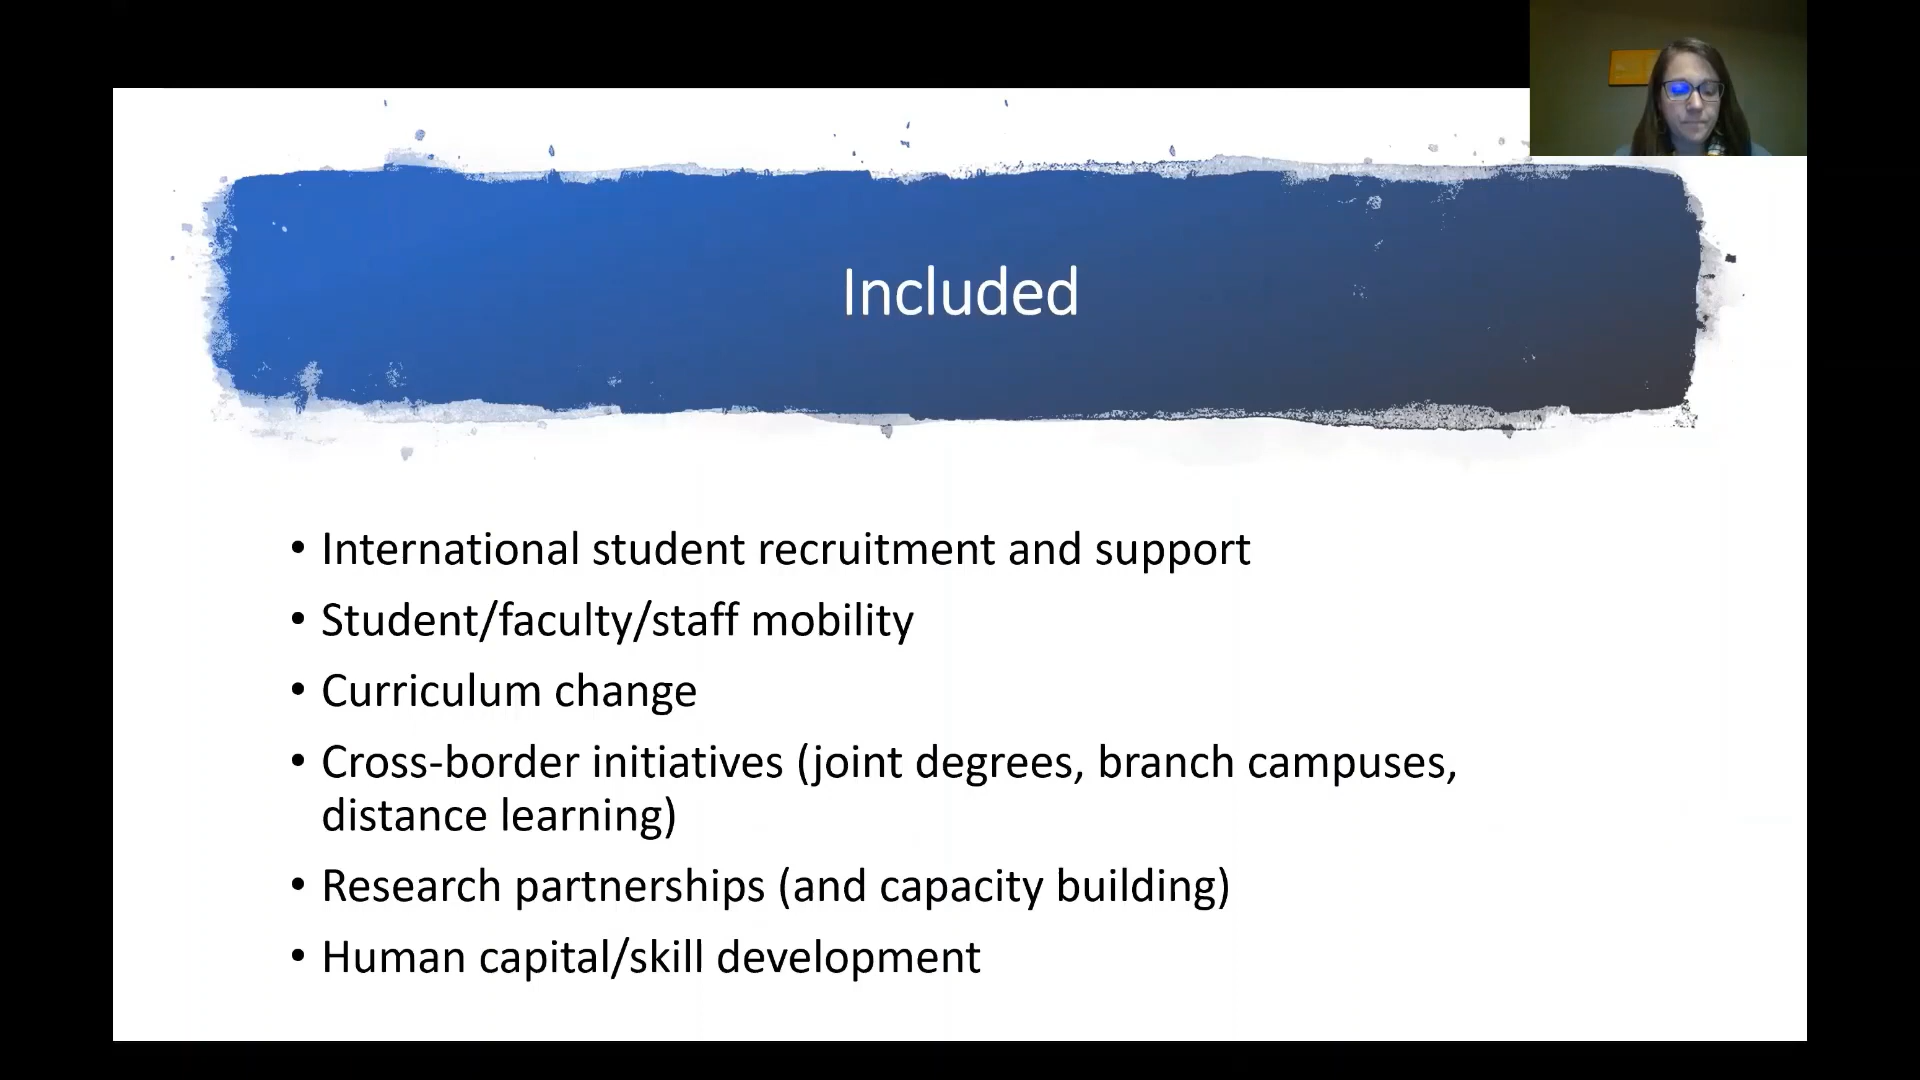 Included
• International student recruitment and support
• Student/faculty/staff mobility
• Curriculum change
• Cross-border initiatives (joint degrees, branch campuses,
distance learning)
• Research partnerships (and capacity building)
• Human capital/skill development